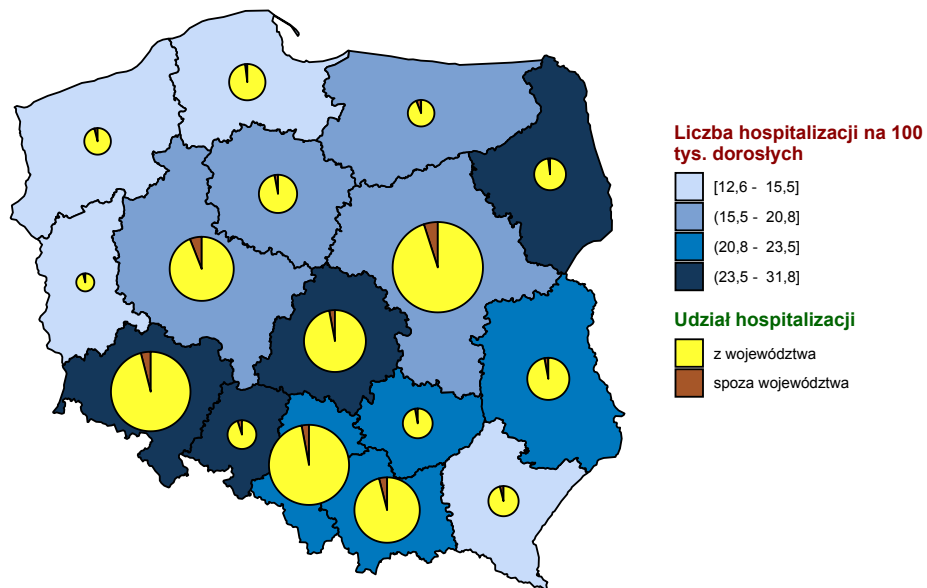 Liczba hospitalizacji na 100
tys. dorosłych
[12,6 - 15,5]
(15,5 - 20,8]
(20,8 - 23,5]
(23,5 - 31,8]
Udział hospitalizacji
z województwa
spoza województwa